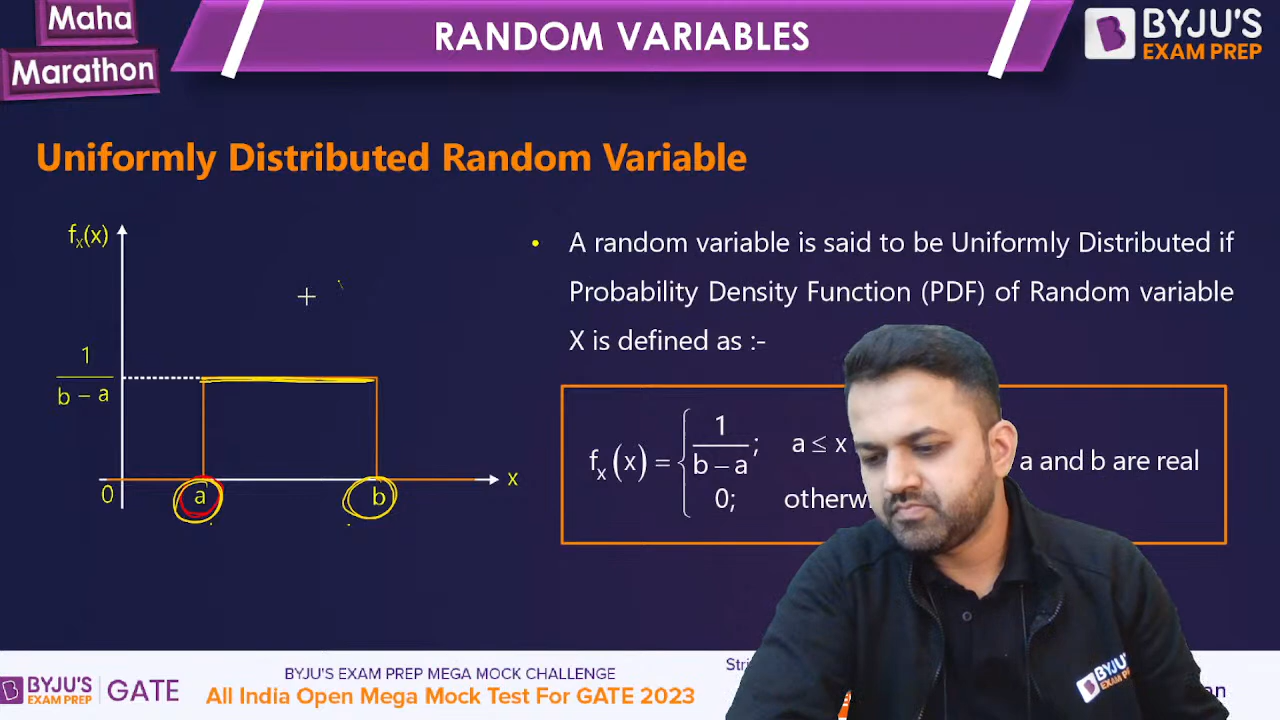 Maha
Marathon
RANDOM VARIABLES
BYJU'S
EXAM PREP
Uniformly Distributed Random Variable
fₓ(x)
1
b – a
0
a
b
x
• A random variable is said to be Uniformly Distributed if
Probability Density Function (PDF) of Random variable
X is defined as :-
1
fₓ(x) = { b – a ; a ≤ x a and b are real
0;
BYJU'S EXAM PREP MEGA MOCK CHALLENGE
All India Open Mega Mock Test For GATE 2023
BYJU'S
EXAM PREP
GATE
BYJU'S
EXAM PREP